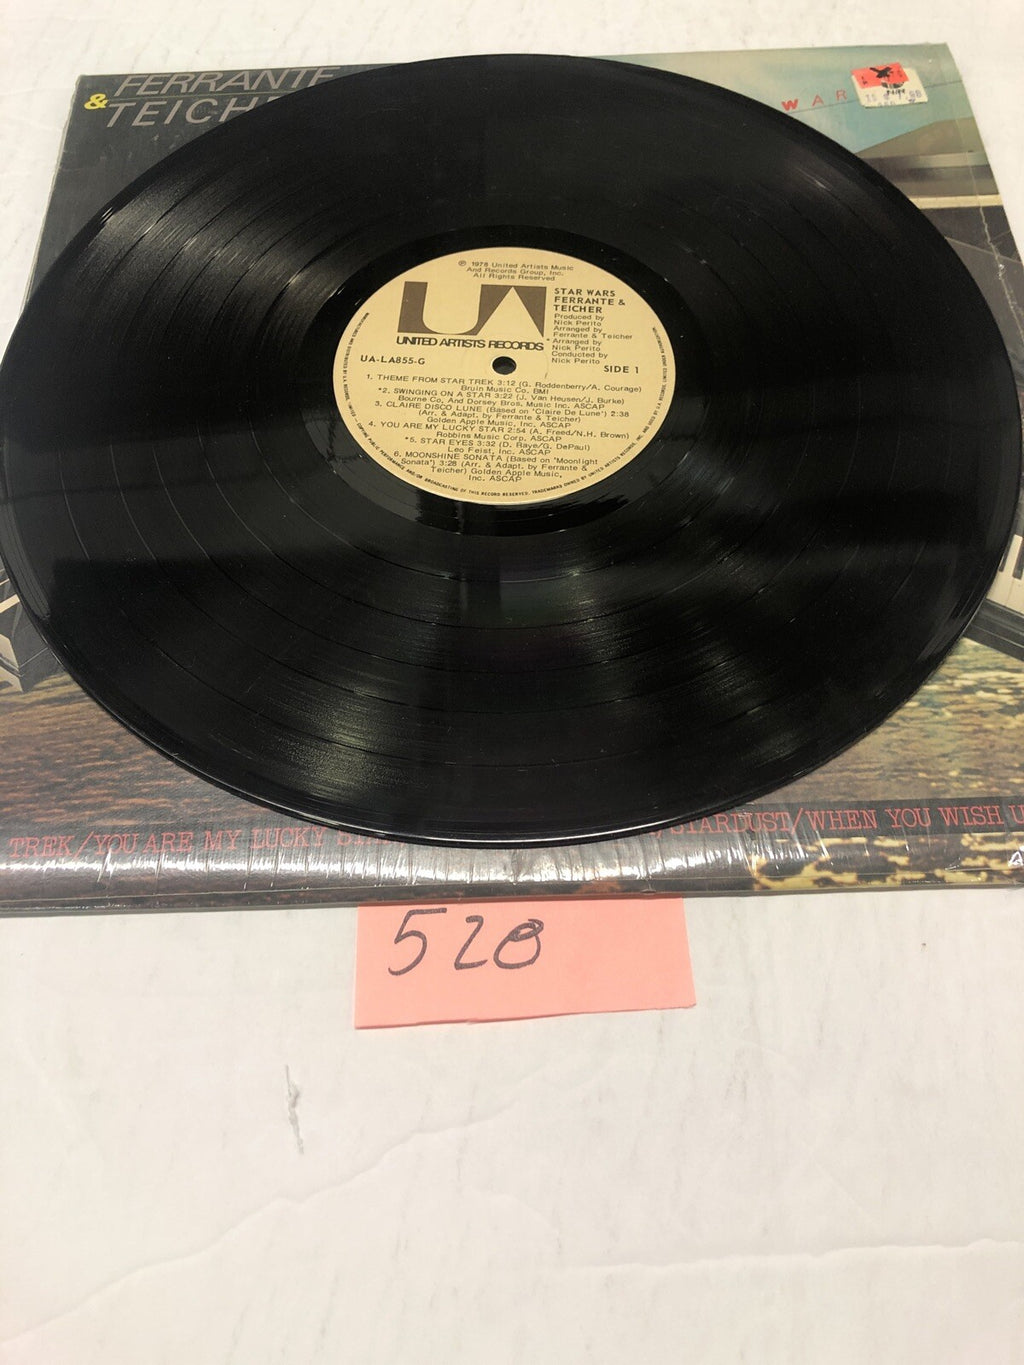 FERRANTE
& TEICH
WAR
1.98
℗ 1978 United Artists Music
And Records Group, Inc.
All Rights Reserved
UA
UNITED ARTISTS RECORDS
STAR WARS
FERRANTE &
TEICHER
Produced by
Nick Perito
Arranged by
Ferrante & Teicher
*Arranged by
Nick Perito
Conducted by
Nick Perito
UA-LA855-G
SIDE 1
1. THEME FROM STAR TREK 3:12 (G. Roddenberry/A. Courage)
Bruin Music Co. BMI
*2. SWINGING ON A STAR 3:22 (J. Van Heusen/J. Burke)
Bourne Co. And Dorsey Bros. Music Inc. ASCAP
3. CLAIRE DISCO LUNE (Based on 'Claire De Lune') 2:38
(Arr. & Adapt. by Ferrante & Teicher)
Golden Apple Music, Inc. ASCAP
4. YOU ARE MY LUCKY STAR 2:54 (A. Freed/N.H. Brown)
Robbins Music Corp. ASCAP
*5. STAR EYES 3:32 (D. Raye/G. DePaul)
Leo Feist, Inc. ASCAP
6. MOONSHINE SONATA (Based on "Moonlight
Sonata") 3:28 (Arr. & Adapt. by Ferrante &
Teicher) Golden Apple Music,
Inc. ASCAP
TREK/YOU ARE MY LUCKY STARDUST/WHEN YOU WISH U
528